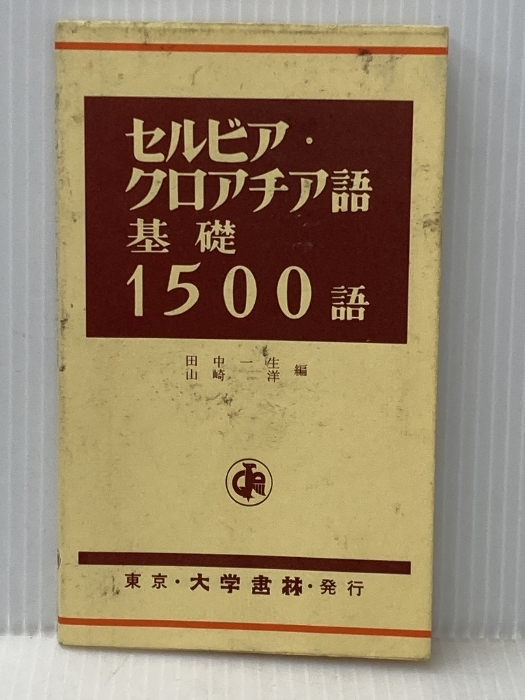 セルビア・
クロアチア語
基礎
1500語
田中一生
山崎洋 編
東京・大学書林・発行